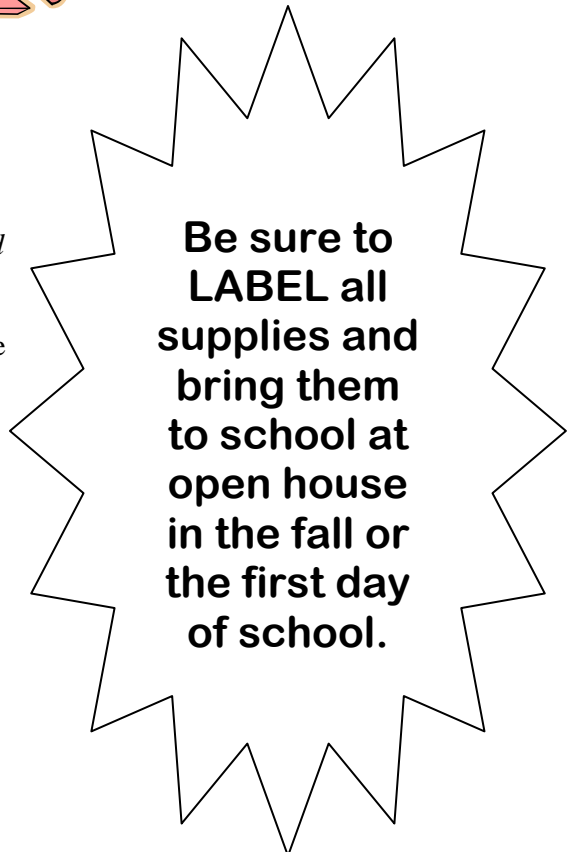 Be sure to
LABEL all
supplies and
bring them
to school at
open house
in the fall or
the first day
of school.